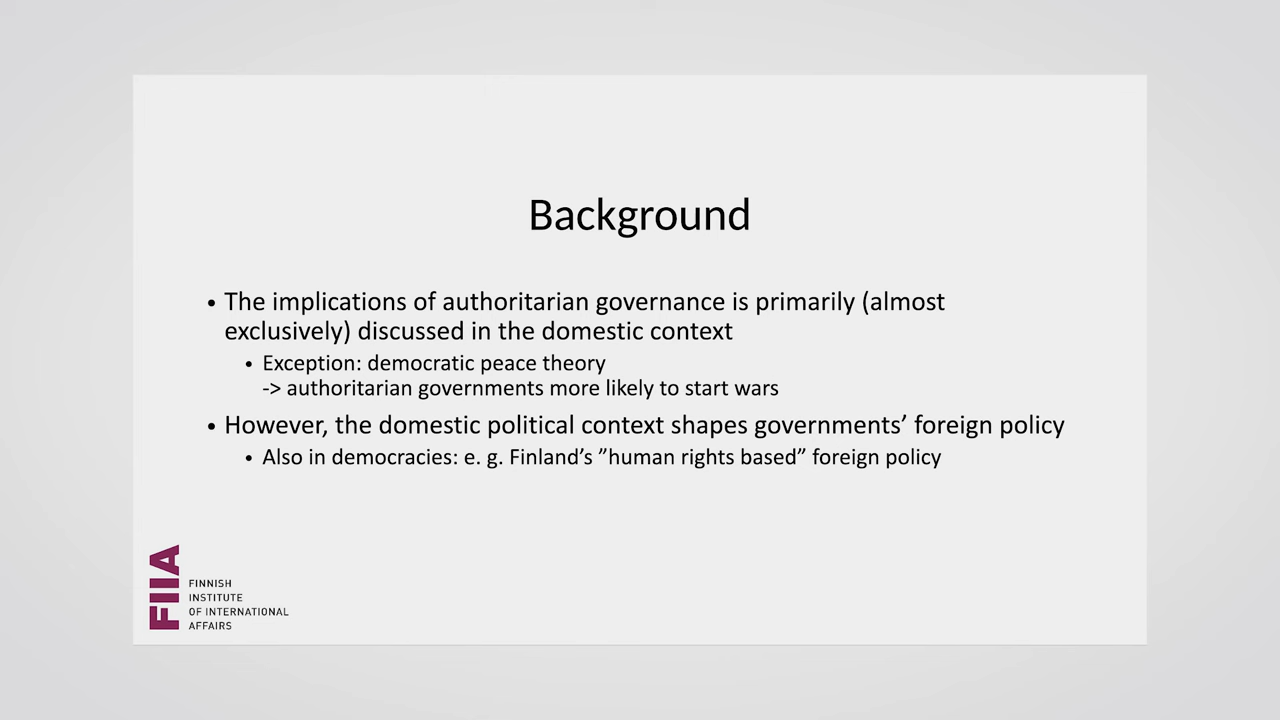 Background
• The implications of authoritarian governance is primarily (almost
exclusively) discussed in the domestic context
• Exception: democratic peace theory
-> authoritarian governments more likely to start wars
• However, the domestic political context shapes governments’ foreign policy
• Also in democracies: e. g. Finland’s ”human rights based” foreign policy
FIIA
FINNISH
INSTITUTE
OF INTERNATIONAL
AFFAIRS